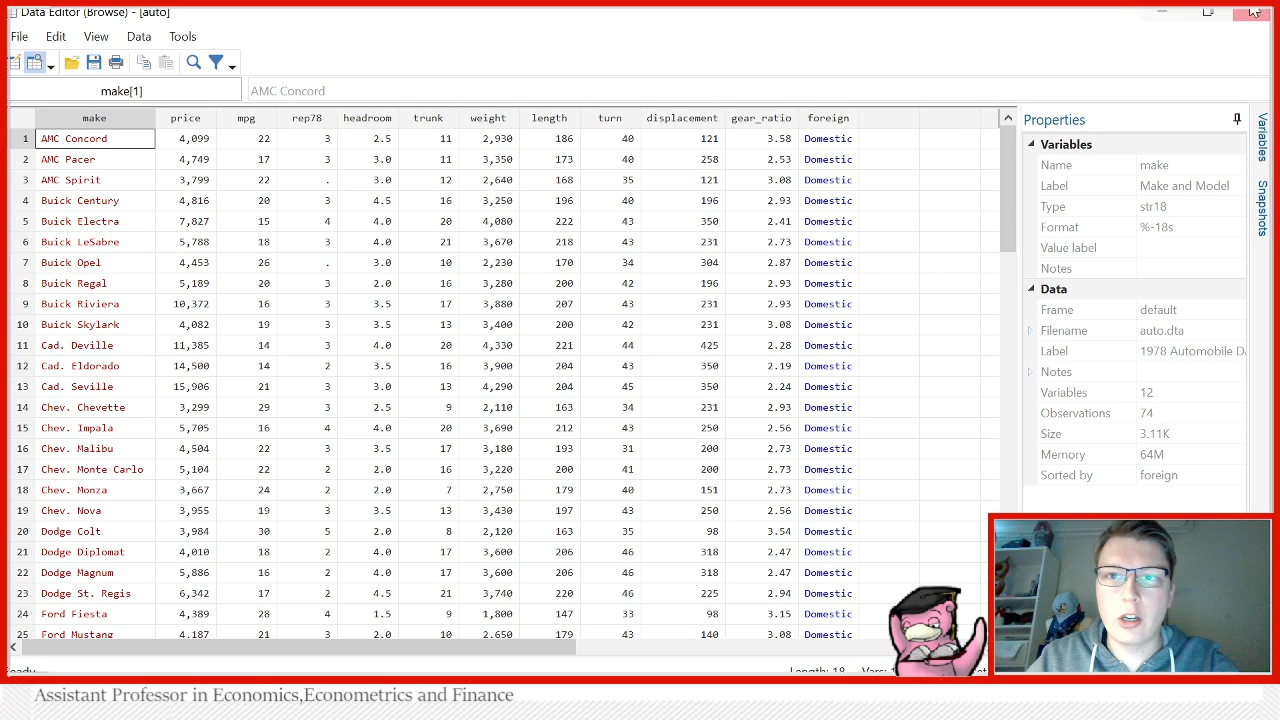 Data Editor (Browse) - [auto]
File Edit View Data Tools
make[1] AMC Concord
make price mpg rep78 headroom trunk weight length turn displacement gear_ratio foreign
1 AMC Concord 4,099 22 3 2.5 11 2,930 186 40 121 3.58 Domestic
2 AMC Pacer 4,749 17 3 3.0 11 3,350 173 40 258 2.53 Domestic
3 AMC Spirit 3,799 22 . 3.0 12 2,640 168 35 121 3.08 Domestic
4 Buick Century 4,816 20 3 4.5 16 3,250 196 40 196 2.93 Domestic
5 Buick Electra 7,827 15 4 4.0 20 4,080 222 43 350 2.41 Domestic
6 Buick LeSabre 5,788 18 3 4.0 21 3,670 218 43 231 2.73 Domestic
7 Buick Opel 4,453 26 . 3.0 10 2,230 170 34 304 2.87 Domestic
8 Buick Regal 5,189 20 3 2.0 16 3,280 200 42 196 2.93 Domestic
9 Buick Riviera 10,372 16 3 3.5 17 3,880 207 43 231 2.93 Domestic
10 Buick Skylark 4,082 19 3 3.5 13 3,400 200 42 231 3.08 Domestic
11 Cad. Deville 11,385 14 3 4.0 20 4,330 221 44 425 2.28 Domestic
12 Cad. Eldorado 14,500 14 2 3.5 16 3,900 204 43 350 2.19 Domestic
13 Cad. Seville 15,906 21 3 3.0 13 4,290 204 45 350 2.24 Domestic
14 Chev. Chevette 3,299 29 3 2.5 9 2,110 163 34 231 2.93 Domestic
15 Chev. Impala 5,705 16 4 4.0 20 3,690 212 43 250 2.56 Domestic
16 Chev. Malibu 4,504 22 3 3.5 17 3,180 193 31 200 2.73 Domestic
17 Chev. Monte Carlo 5,104 22 2 2.0 16 3,220 200 41 200 2.73 Domestic
18 Chev. Monza 3,667 24 2 2.0 7 2,750 179 40 151 2.73 Domestic
19 Chev. Nova 3,955 19 3 3.5 13 3,430 197 43 250 2.56 Domestic
20 Dodge Colt 3,984 30 5 2.0 8 2,120 163 35 98 3.54 Domestic
21 Dodge Diplomat 4,010 18 2 4.0 17 3,600 206 46 318 2.47 Domestic
22 Dodge Magnum 5,886 16 2 4.0 17 3,600 206 46 318 2.47 Domestic
23 Dodge St. Regis 6,342 17 2 4.5 21 3,740 220 46 225 2.94 Domestic
24 Ford Fiesta 4,389 28 4 1.5 9 1,800 147 33 98 3.15 Domestic
25 Ford Mustang 4,187 21 3 2.0 10 2,650 179 43 140 3.08 Domestic
Properties
Variables
Name make
Label Make and Model
Type str18
Format %-18s
Value label
Notes
Data
Frame default
Filename auto.dta
Label 1978 Automobile D
Notes
Variables 12
Observations 74
Size 3.11K
Memory 64M
Sorted by foreign
Variables
Snapshots
Length: 18 Vars:
Assistant Professor in Economics,Econometrics and Finance